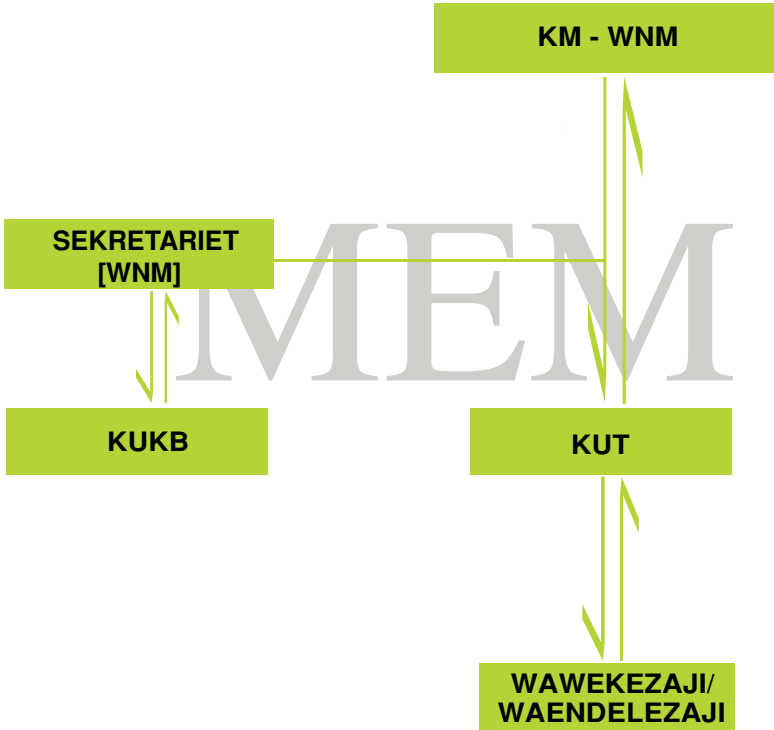 KM - WNM
SEKRETARIET
[WNM]
MEM
KUKB
KUT
WAWEKEZAJI/
WAENDELEZAJI